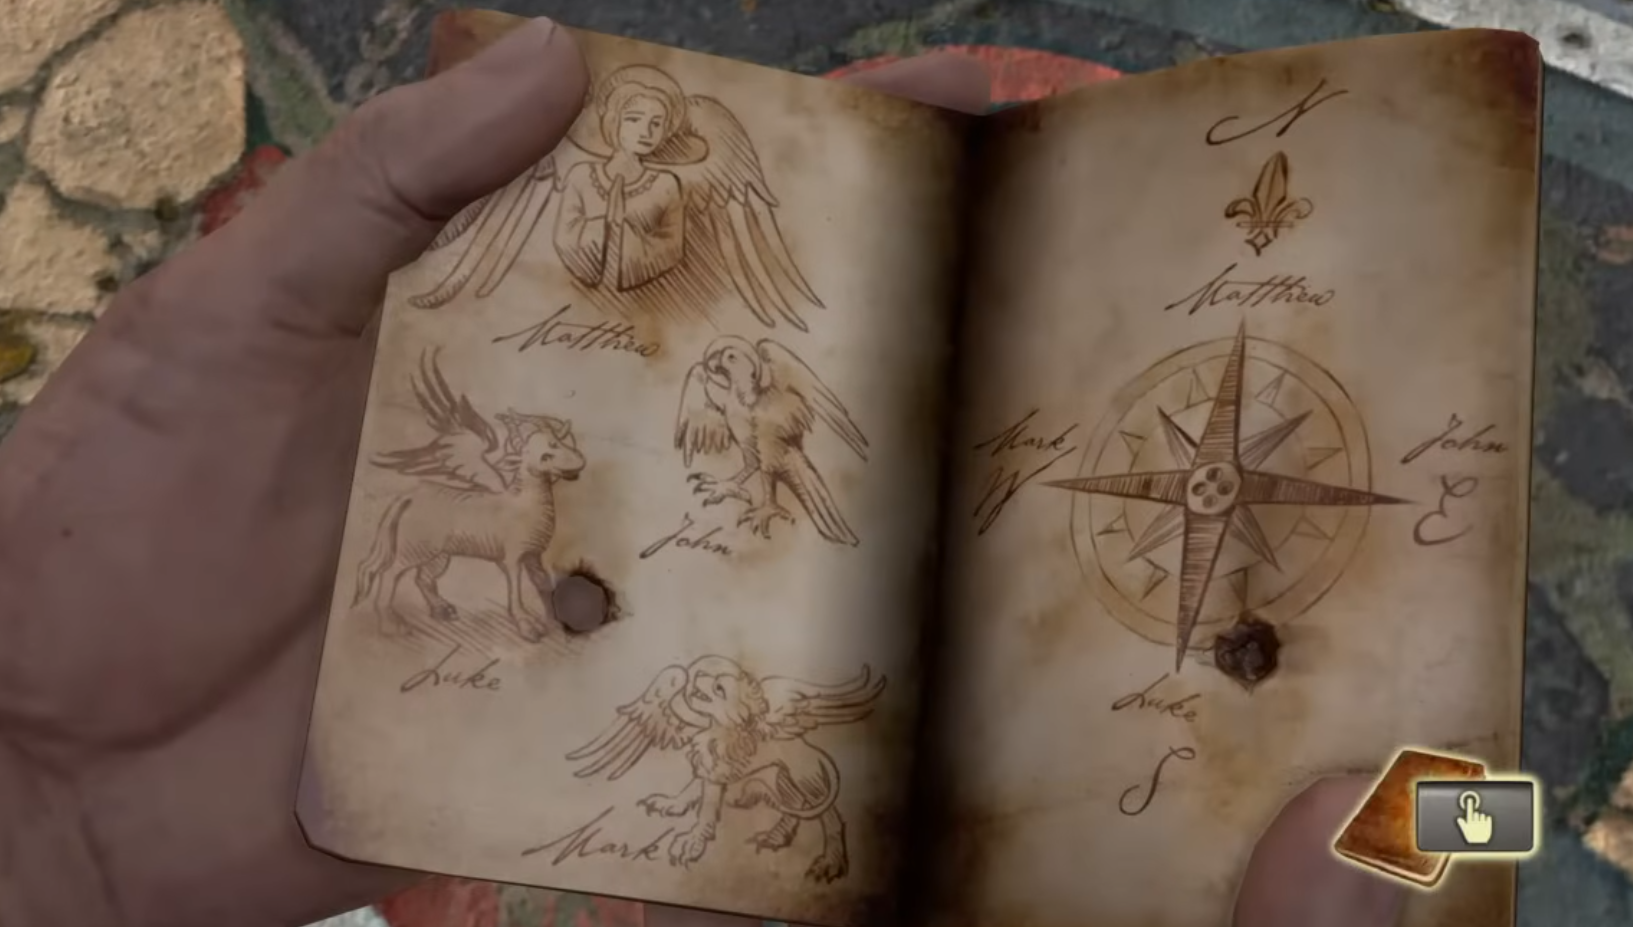 Matthew
John
Luke
Mark
N
Matthew
Mark
W
John
E
Luke
S